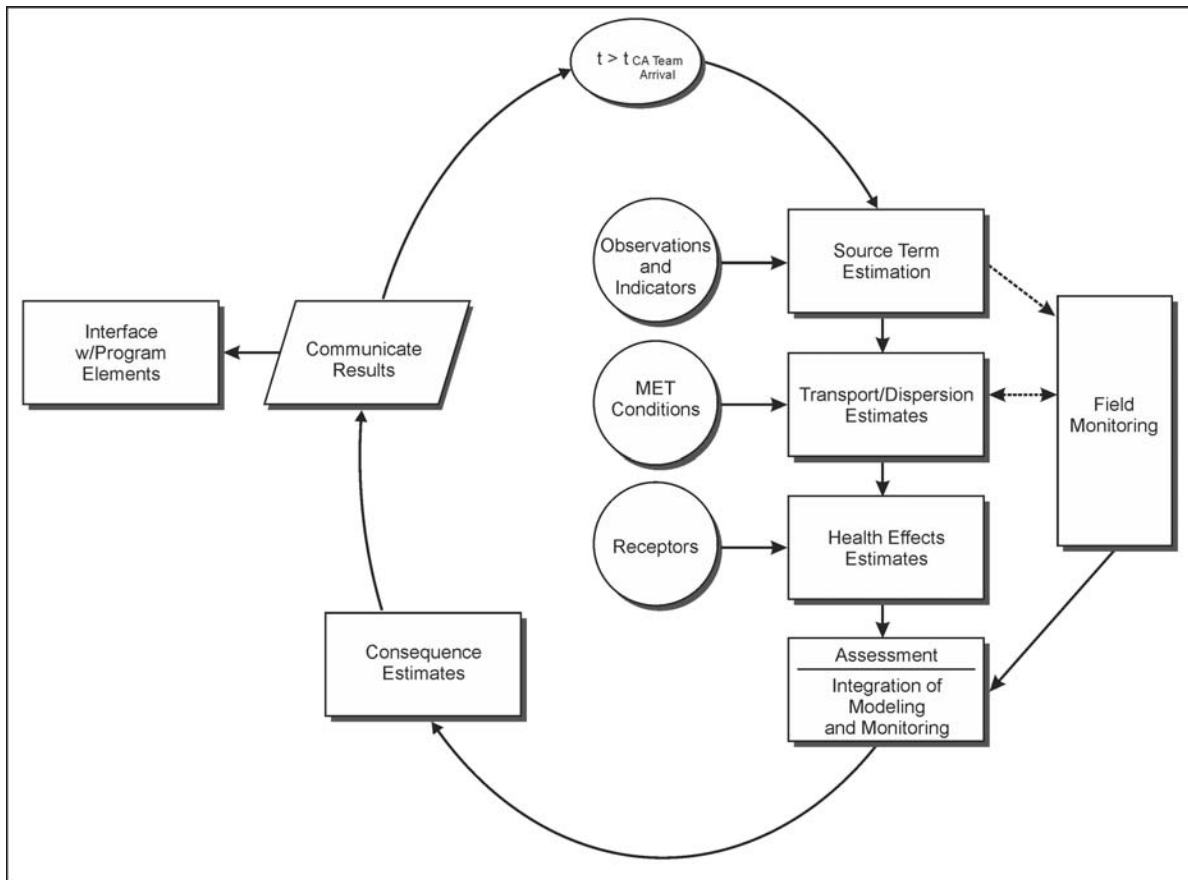 t > t CA Team
Arrival
Observations
and
Indicators
Source Term
Estimation
Interface
w/Program
Elements
Communicate
Results
MET
Conditions
Transport/Dispersion
Estimates
Field
Monitoring
Receptors
Health Effects
Estimates
Consequence
Estimates
Assessment
Integration of
Modeling
and Monitoring